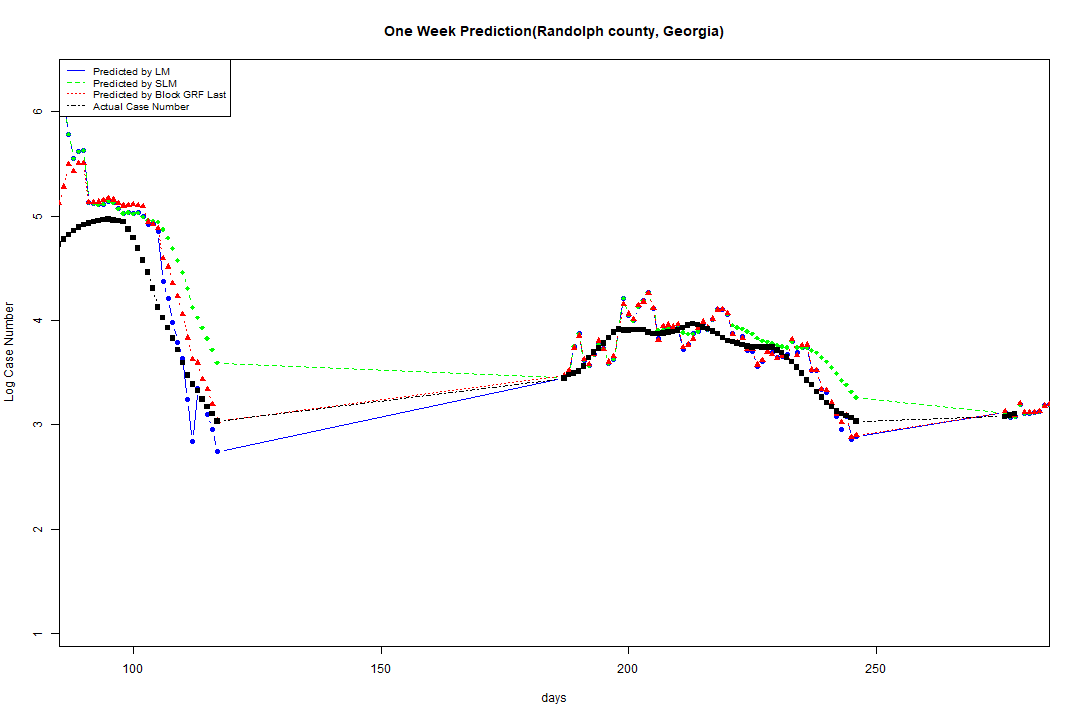 One Week Prediction(Randolph county, Georgia)
Predicted by LM
Predicted by SLM
Predicted by Block GRF Last
Actual Case Number
6
5
4
3
2
1
Log Case Number
100 150 200 250
days